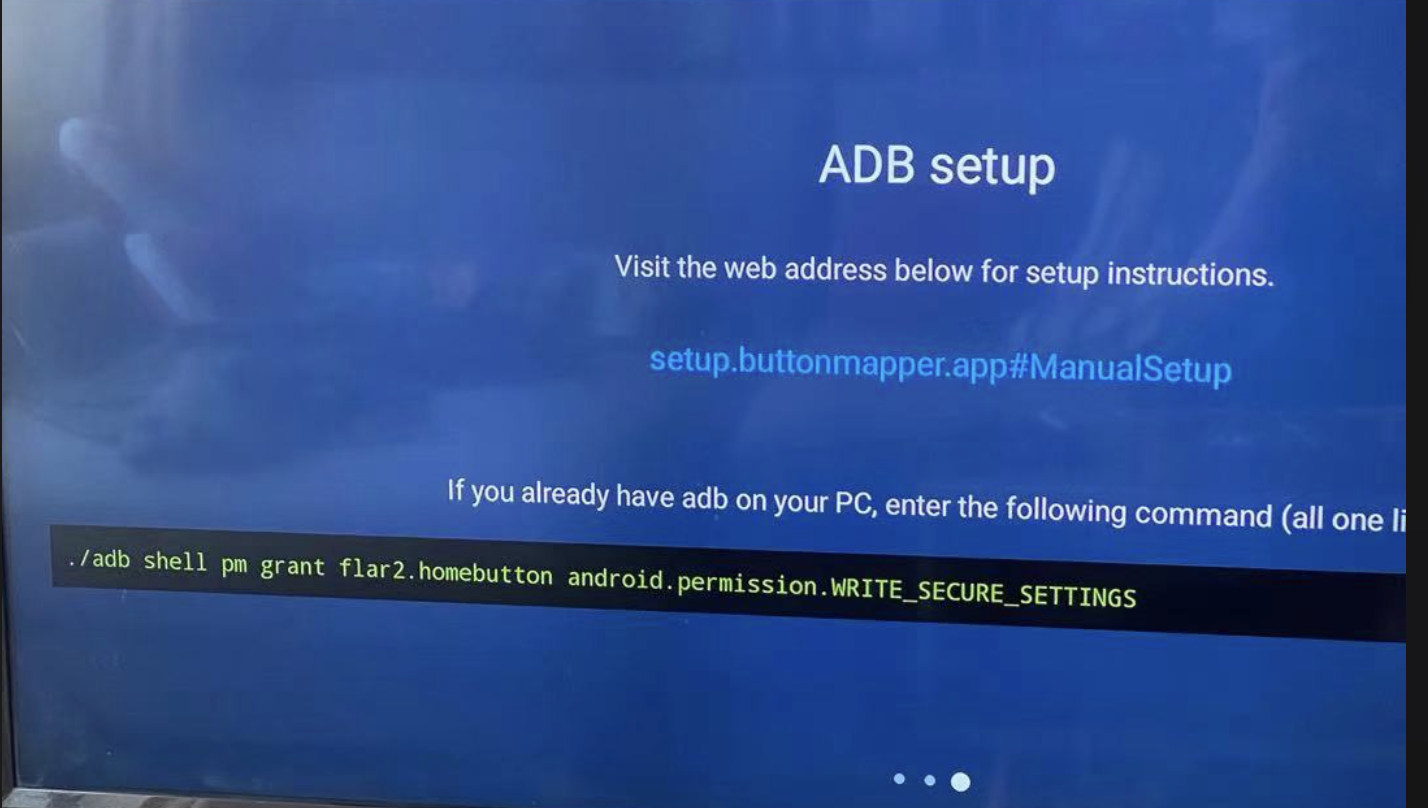 ADB setup
Visit the web address below for setup instructions.
setup.buttonmapper.app#ManualSetup
If you already have adb on your PC, enter the following command (all one li
./adb shell pm grant flar2.homebutton android.permission.WRITE_SECURE_SETTINGS